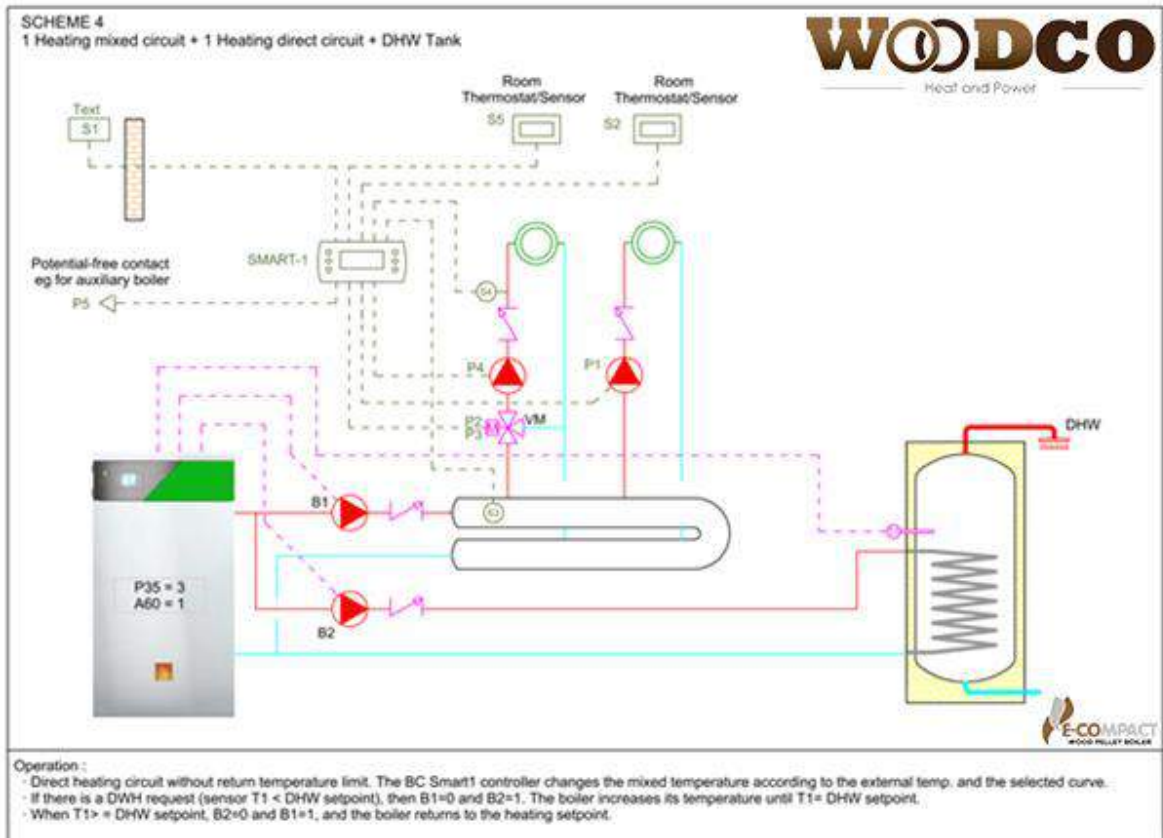 SCHEME 4
1 Heating mixed circuit + 1 Heating direct circuit + DHW Tank
WOODCO
Heat and Power
Room
Thermostat/Sensor
S5
Room
Thermostat/Sensor
S2
Text
S1
SMART-1
Potential-free contact
eg for auxiliary boiler
P5
S4
P4
P1
P2
P3
M
VM
DHW
B1
S3
P35 = 3
A60 = 1
B2
E-COMPACT
WOOD PELLET BOILER
Operation :
· Direct heating circuit without return temperature limit. The BC Smart1 controller changes the mixed temperature according to the external temp. and the selected curve.
· If there is a DWH request (sensor T1 < DHW setpoint), then B1=0 and B2=1. The boiler increases its temperature until T1= DHW setpoint.
· When T1> = DHW setpoint, B2=0 and B1=1, and the boiler returns to the heating setpoint.